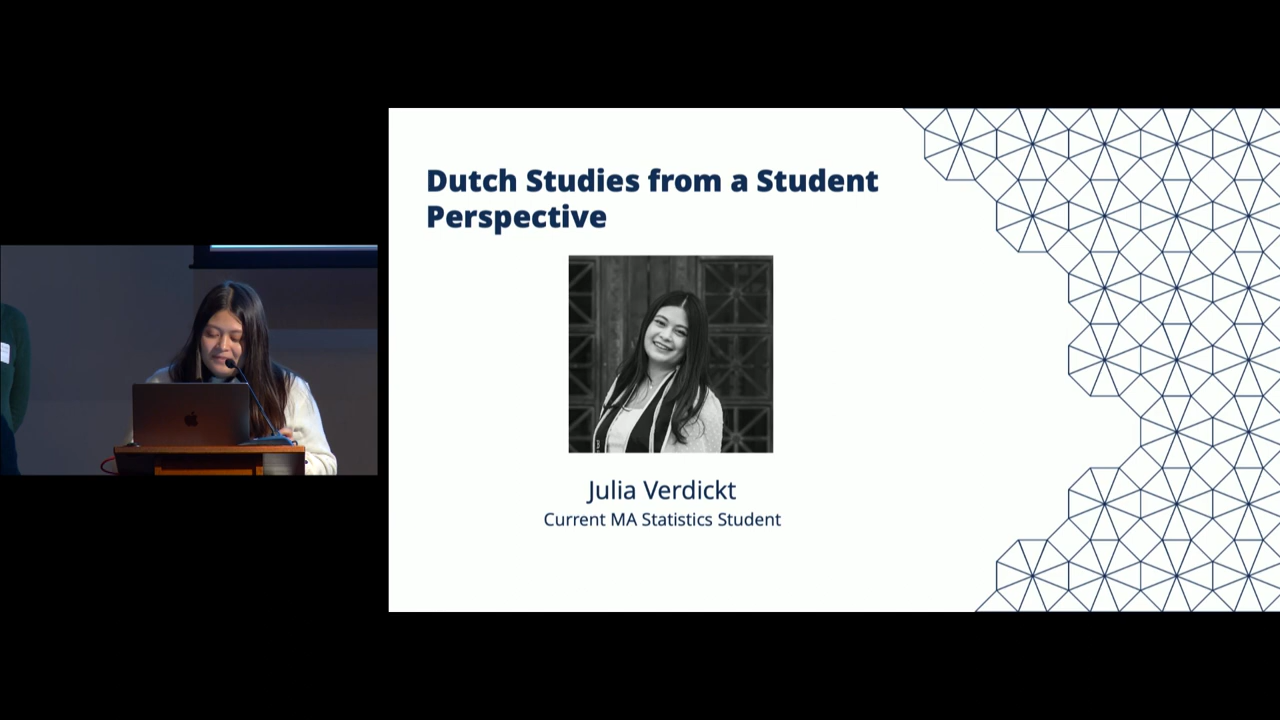 Dutch Studies from a Student
Perspective
Julia Verdickt
Current MA Statistics Student